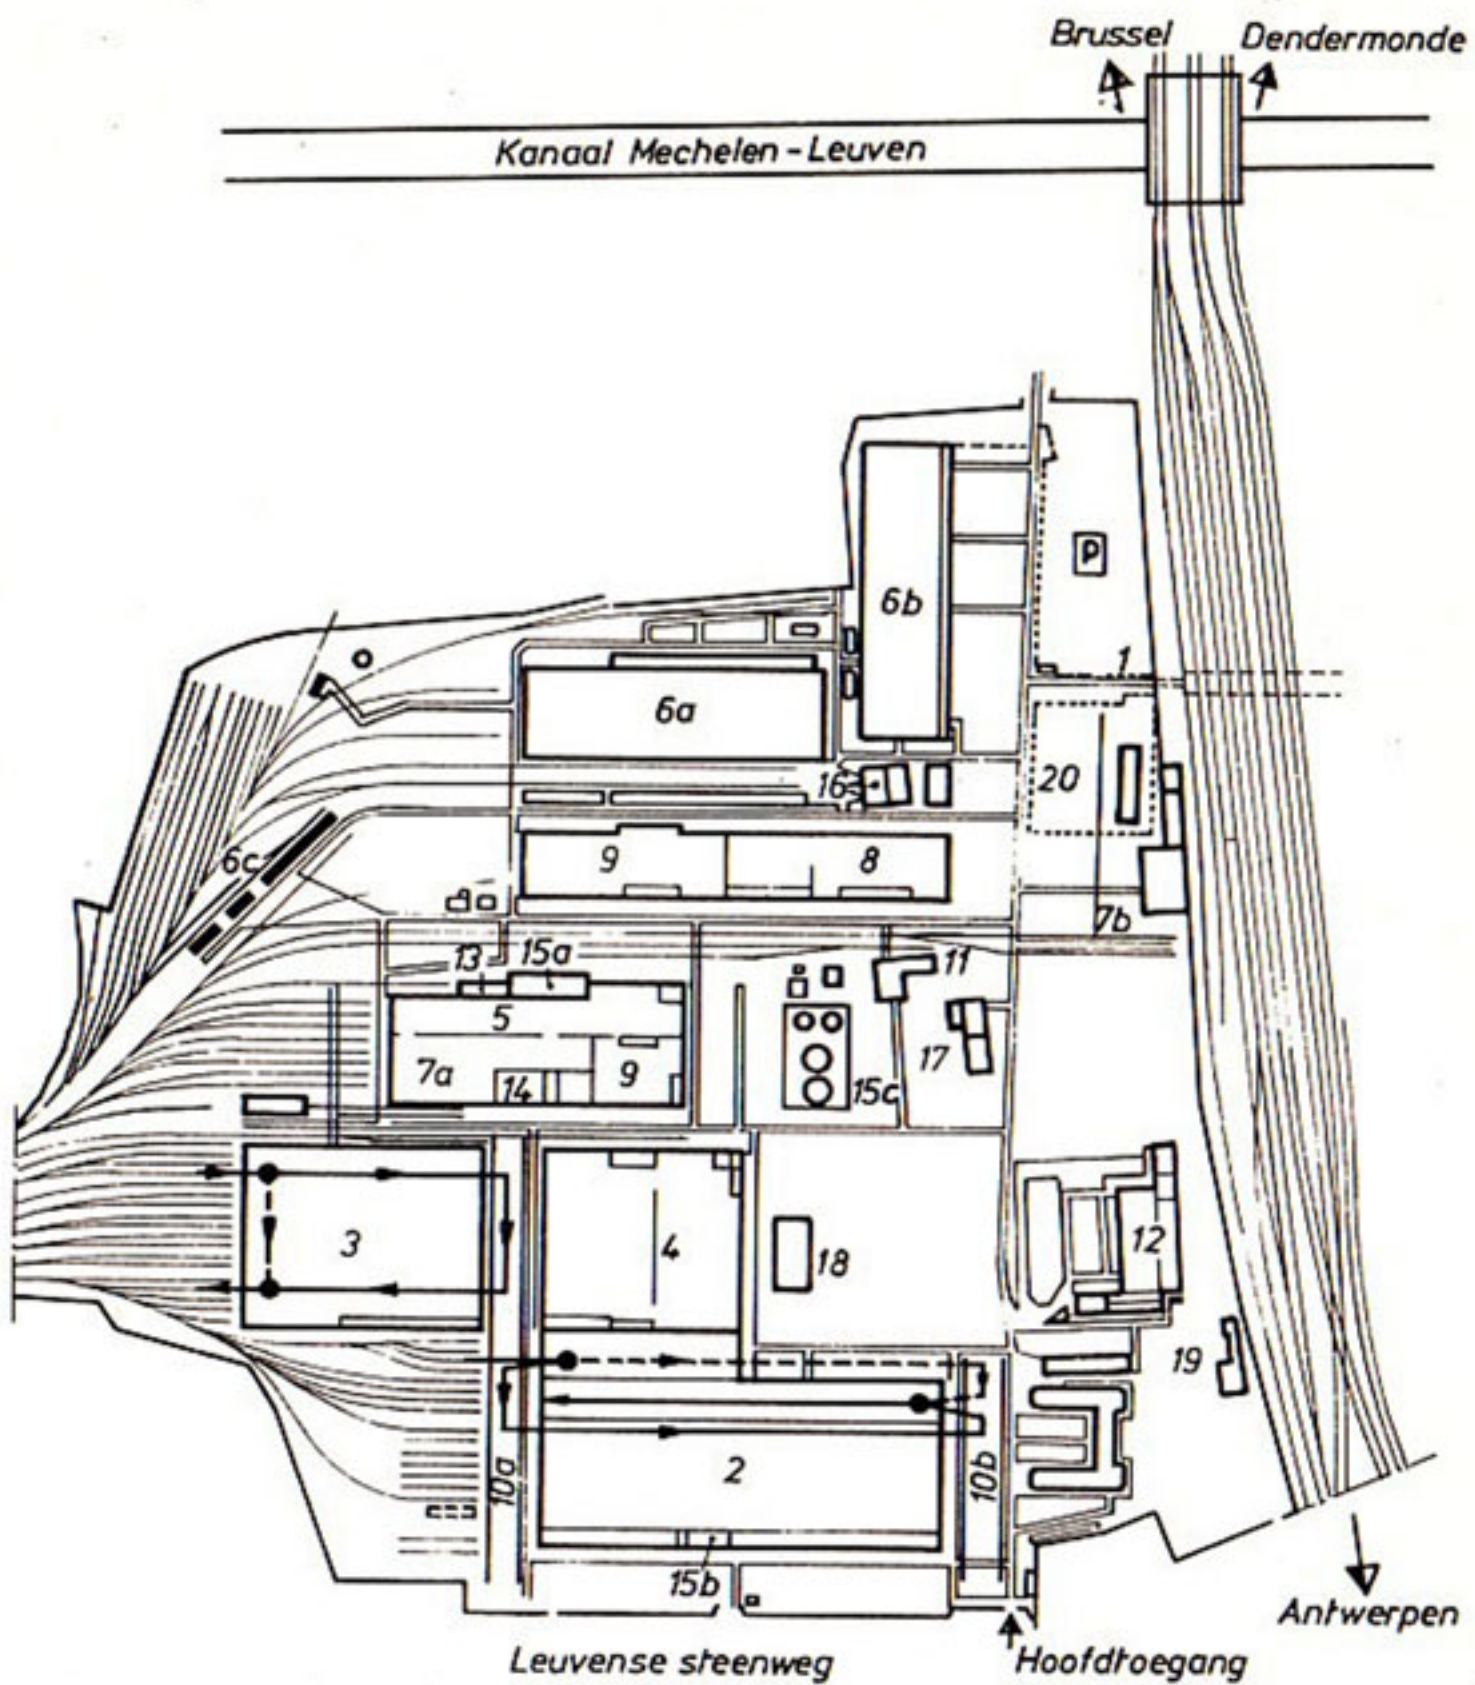 Brussel
Dendermonde
Kanaal Mechelen-Leuven
6b
P
1
6a
16
20
6c
9
8
7b
13
15a
11
5
7a
14
9
15c
17
3
4
18
12
19
10a
2
10b
15b
Antwerpen
Leuvense steenweg
Hoofdtoegang